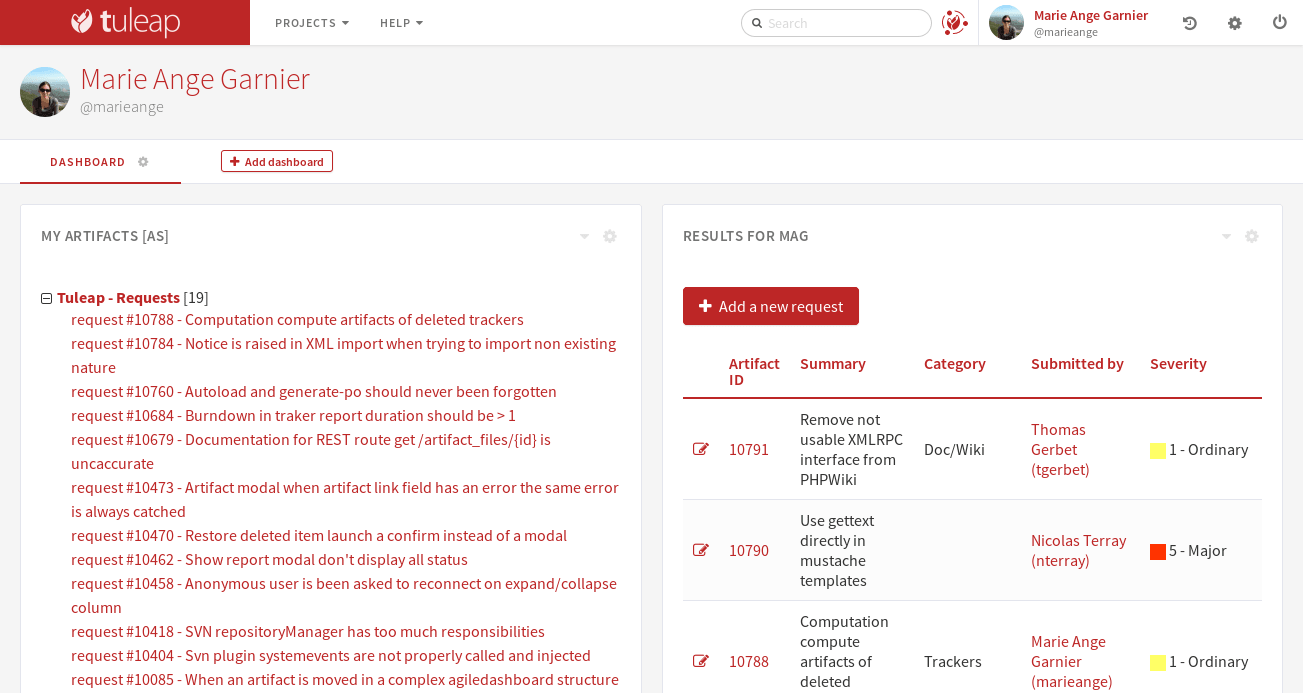 tuleap
PROJECTS
HELP
Search
Marie Ange Garnier
@marieange
Marie Ange Garnier
@marieange
DASHBOARD
Add dashboard
MY ARTIFACTS [AS]
Tuleap - Requests [19]
request #10788 - Computation compute artifacts of deleted trackers
request #10784 - Notice is raised in XML import when trying to import non existing
nature
request #10760 - Autoload and generate-po should never been forgotten
request #10684 - Burndown in traker report duration should be > 1
request #10679 - Documentation for REST route get /artifact_files/{id} is
uncaccurate
request #10473 - Artifact modal when artifact link field has an error the same error
is always catched
request #10470 - Restore deleted item launch a confirm instead of a modal
request #10462 - Show report modal don't display all status
request #10458 - Anonymous user is been asked to reconnect on expand/collapse
column
request #10418 - SVN repositoryManager has too much responsibilities
request #10404 - Svn plugin systemevents are not properly called and injected
request #10085 - When an artifact is moved in a complex agiledashboard structure
RESULTS FOR MAG
Add a new request
Artifact
ID
Summary
Category
Submitted by
Severity
10791
Remove not
usable XMLRPC
interface from
PHPWiki
Doc/Wiki
Thomas
Gerbet
(tgerbet)
1 - Ordinary
10790
Use gettext
directly in
mustache
templates
Nicolas Terray
(nterray)
5 - Major
10788
Computation
compute
artifacts of
deleted
Trackers
Marie Ange
Garnier
(marieange)
1 - Ordinary